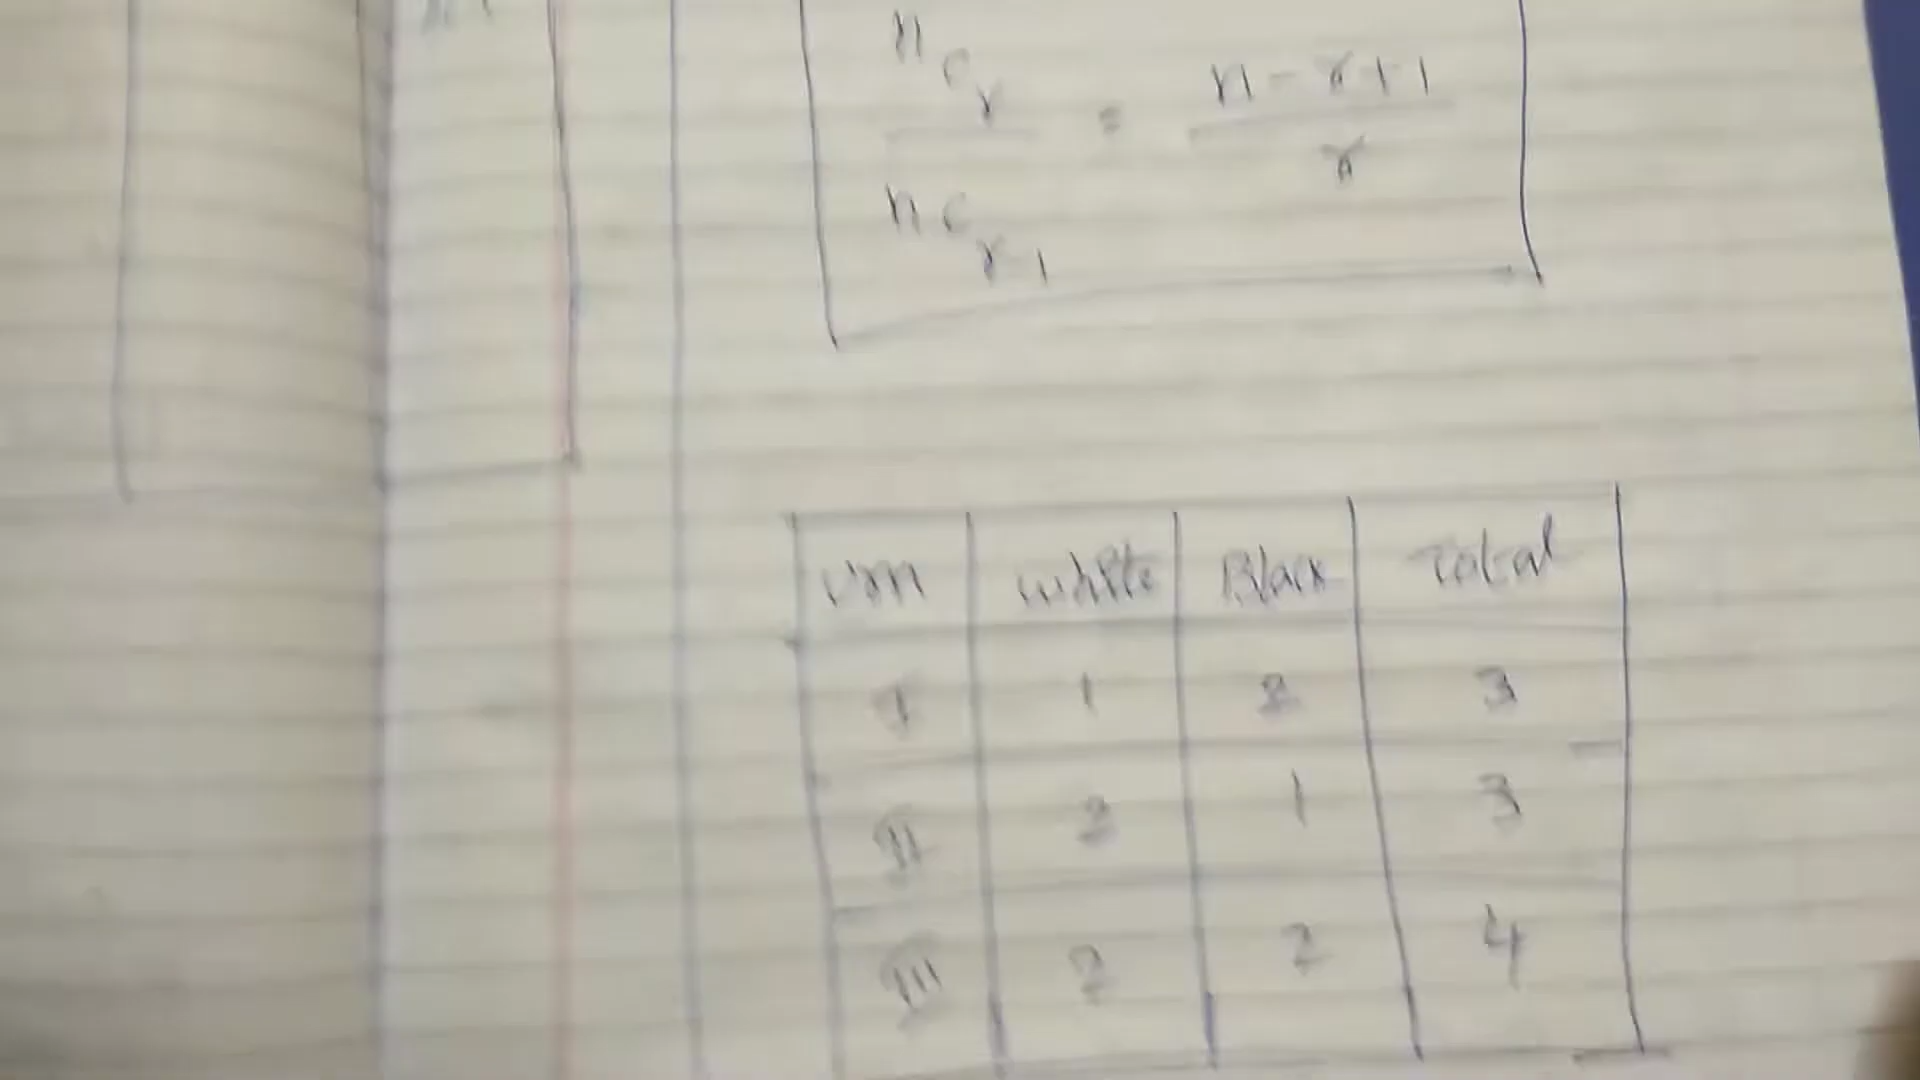 nCr / nCr-1 = n-r+1 / r
urn white Black Total
I 1 2 3
II 2 1 3
III 2 2 4